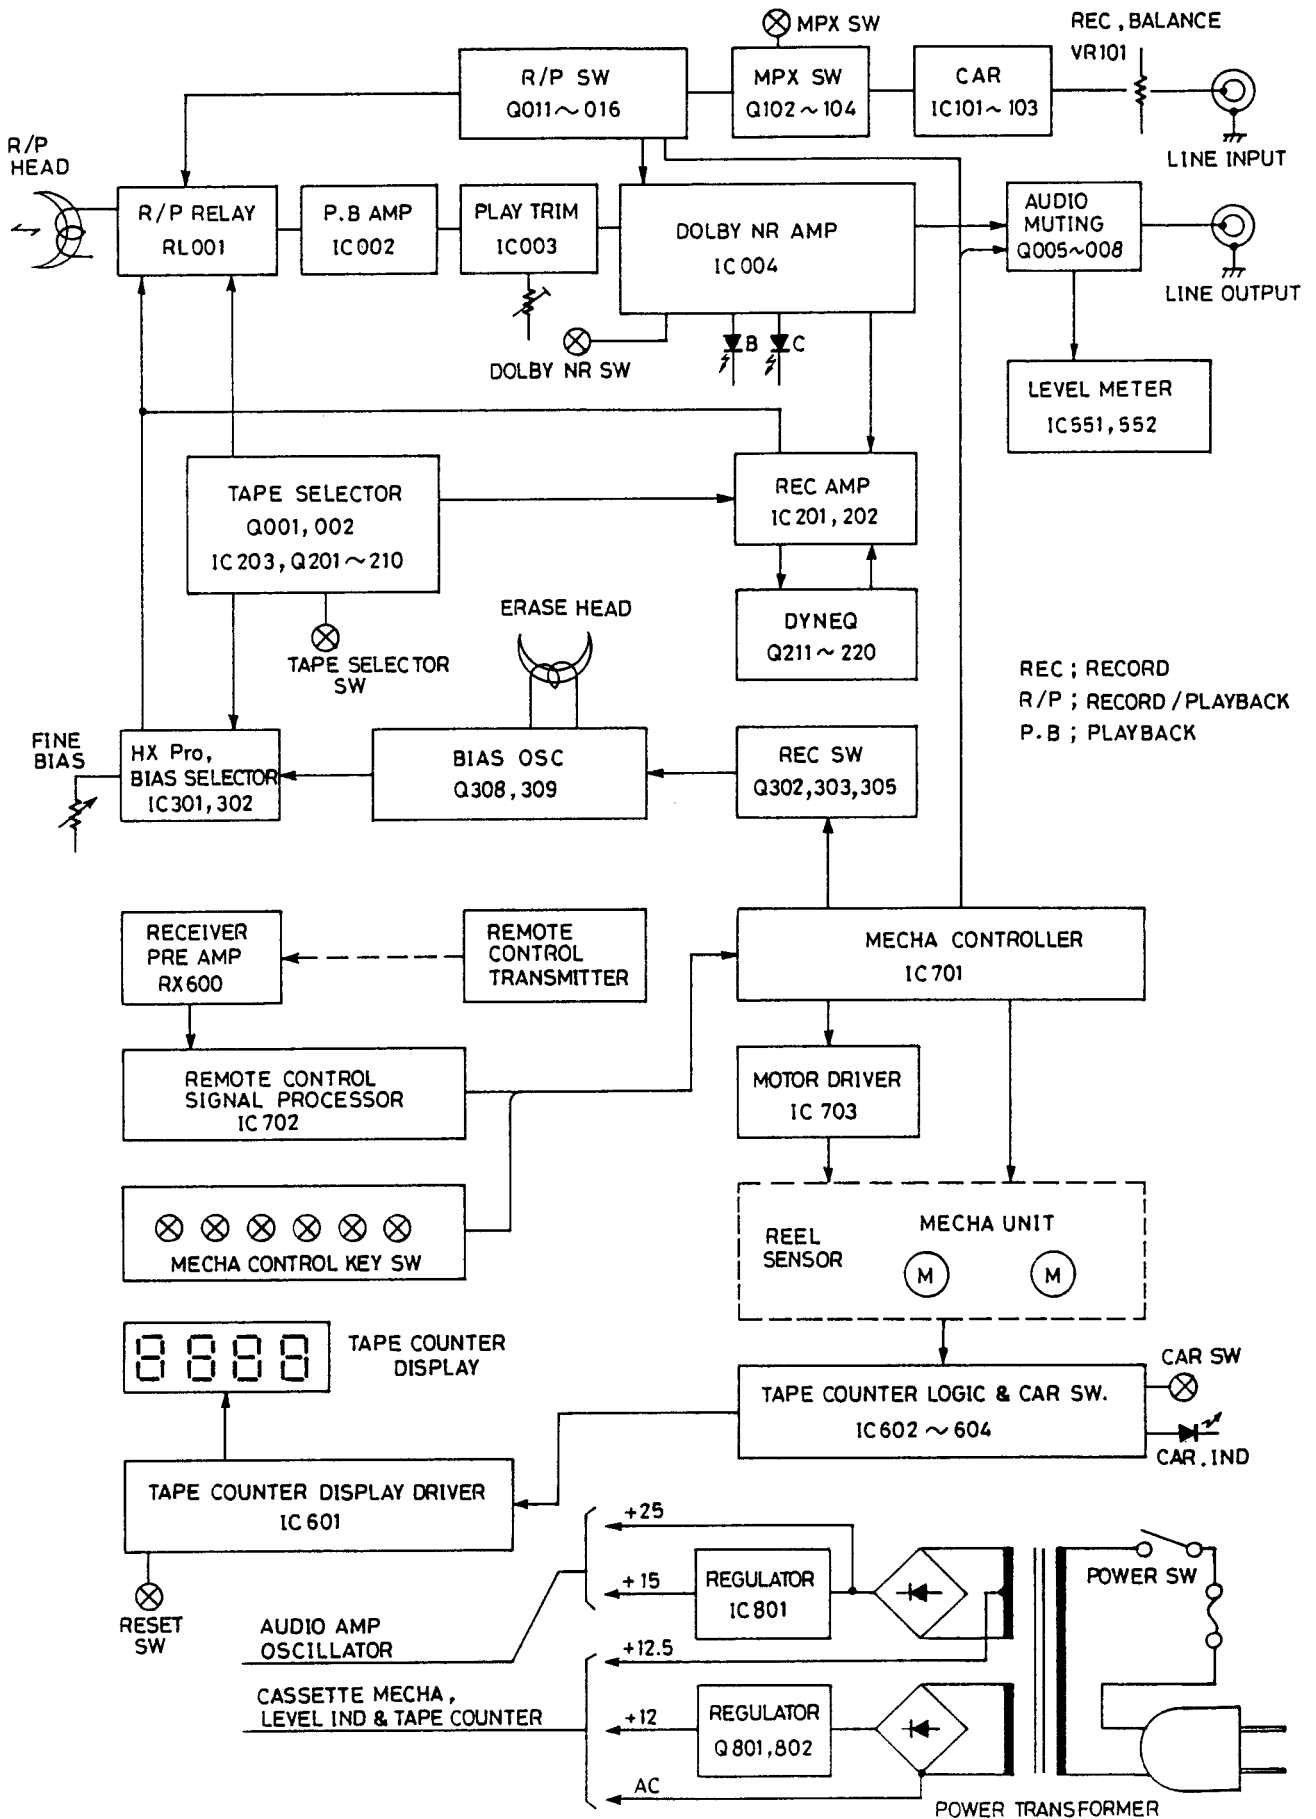 MPX SW
REC, BALANCE
VR101
R/P SW
Q011～016
MPX SW
Q102～104
CAR
IC101～103
LINE INPUT
R/P
HEAD
R/P RELAY
RL001
P.B AMP
IC002
PLAY TRIM
IC003
DOLBY NR AMP
IC004
AUDIO
MUTING
Q005～008
LINE OUTPUT
DOLBY NR SW
B
C
LEVEL METER
IC551, 552
TAPE SELECTOR
Q001, 002
IC203, Q201～210
REC AMP
IC201, 202
TAPE SELECTOR
SW
ERASE HEAD
DYNEQ
Q211～220
REC ; RECORD
R/P ; RECORD / PLAYBACK
P.B ; PLAYBACK
FINE
BIAS
HX Pro,
BIAS SELECTOR
IC301, 302
BIAS OSC
Q308, 309
REC SW
Q302, 303, 305
RECEIVER
PRE AMP
RX600
REMOTE
CONTROL
TRANSMITTER
MECHA CONTROLLER
IC701
REMOTE CONTROL
SIGNAL PROCESSOR
IC702
MOTOR DRIVER
IC 703
MECHA CONTROL KEY SW
REEL
SENSOR
MECHA UNIT
M
M
8888
TAPE COUNTER
DISPLAY
TAPE COUNTER LOGIC & CAR SW.
IC602 ～ 604
CAR SW
CAR. IND
TAPE COUNTER DISPLAY DRIVER
IC601
RESET
SW
AUDIO AMP
OSCILLATOR
CASSETTE MECHA,
LEVEL IND & TAPE COUNTER
+25
+15
REGULATOR
IC801
+12.5
+12
REGULATOR
Q801, 802
AC
POWER SW
POWER TRANSFORMER